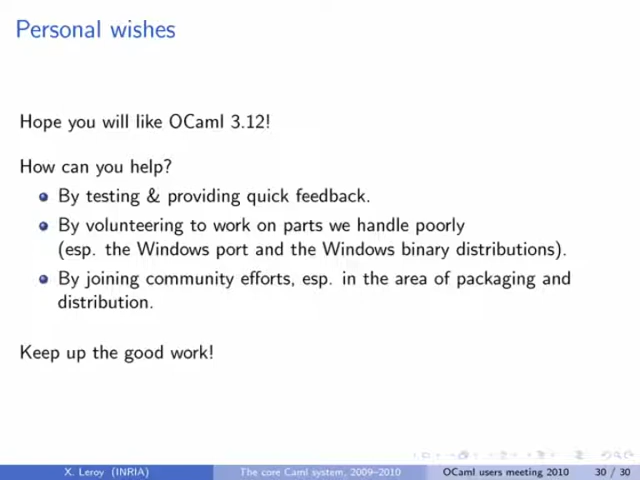 Personal wishes
Hope you will like OCaml 3.12!
How can you help?
By testing & providing quick feedback.
By volunteering to work on parts we handle poorly
(esp. the Windows port and the Windows binary distributions).
By joining community efforts, esp. in the area of packaging and
distribution.
Keep up the good work!
X. Leroy (INRIA) The core Caml system, 2009–2010 OCaml users meeting 2010 30 / 30